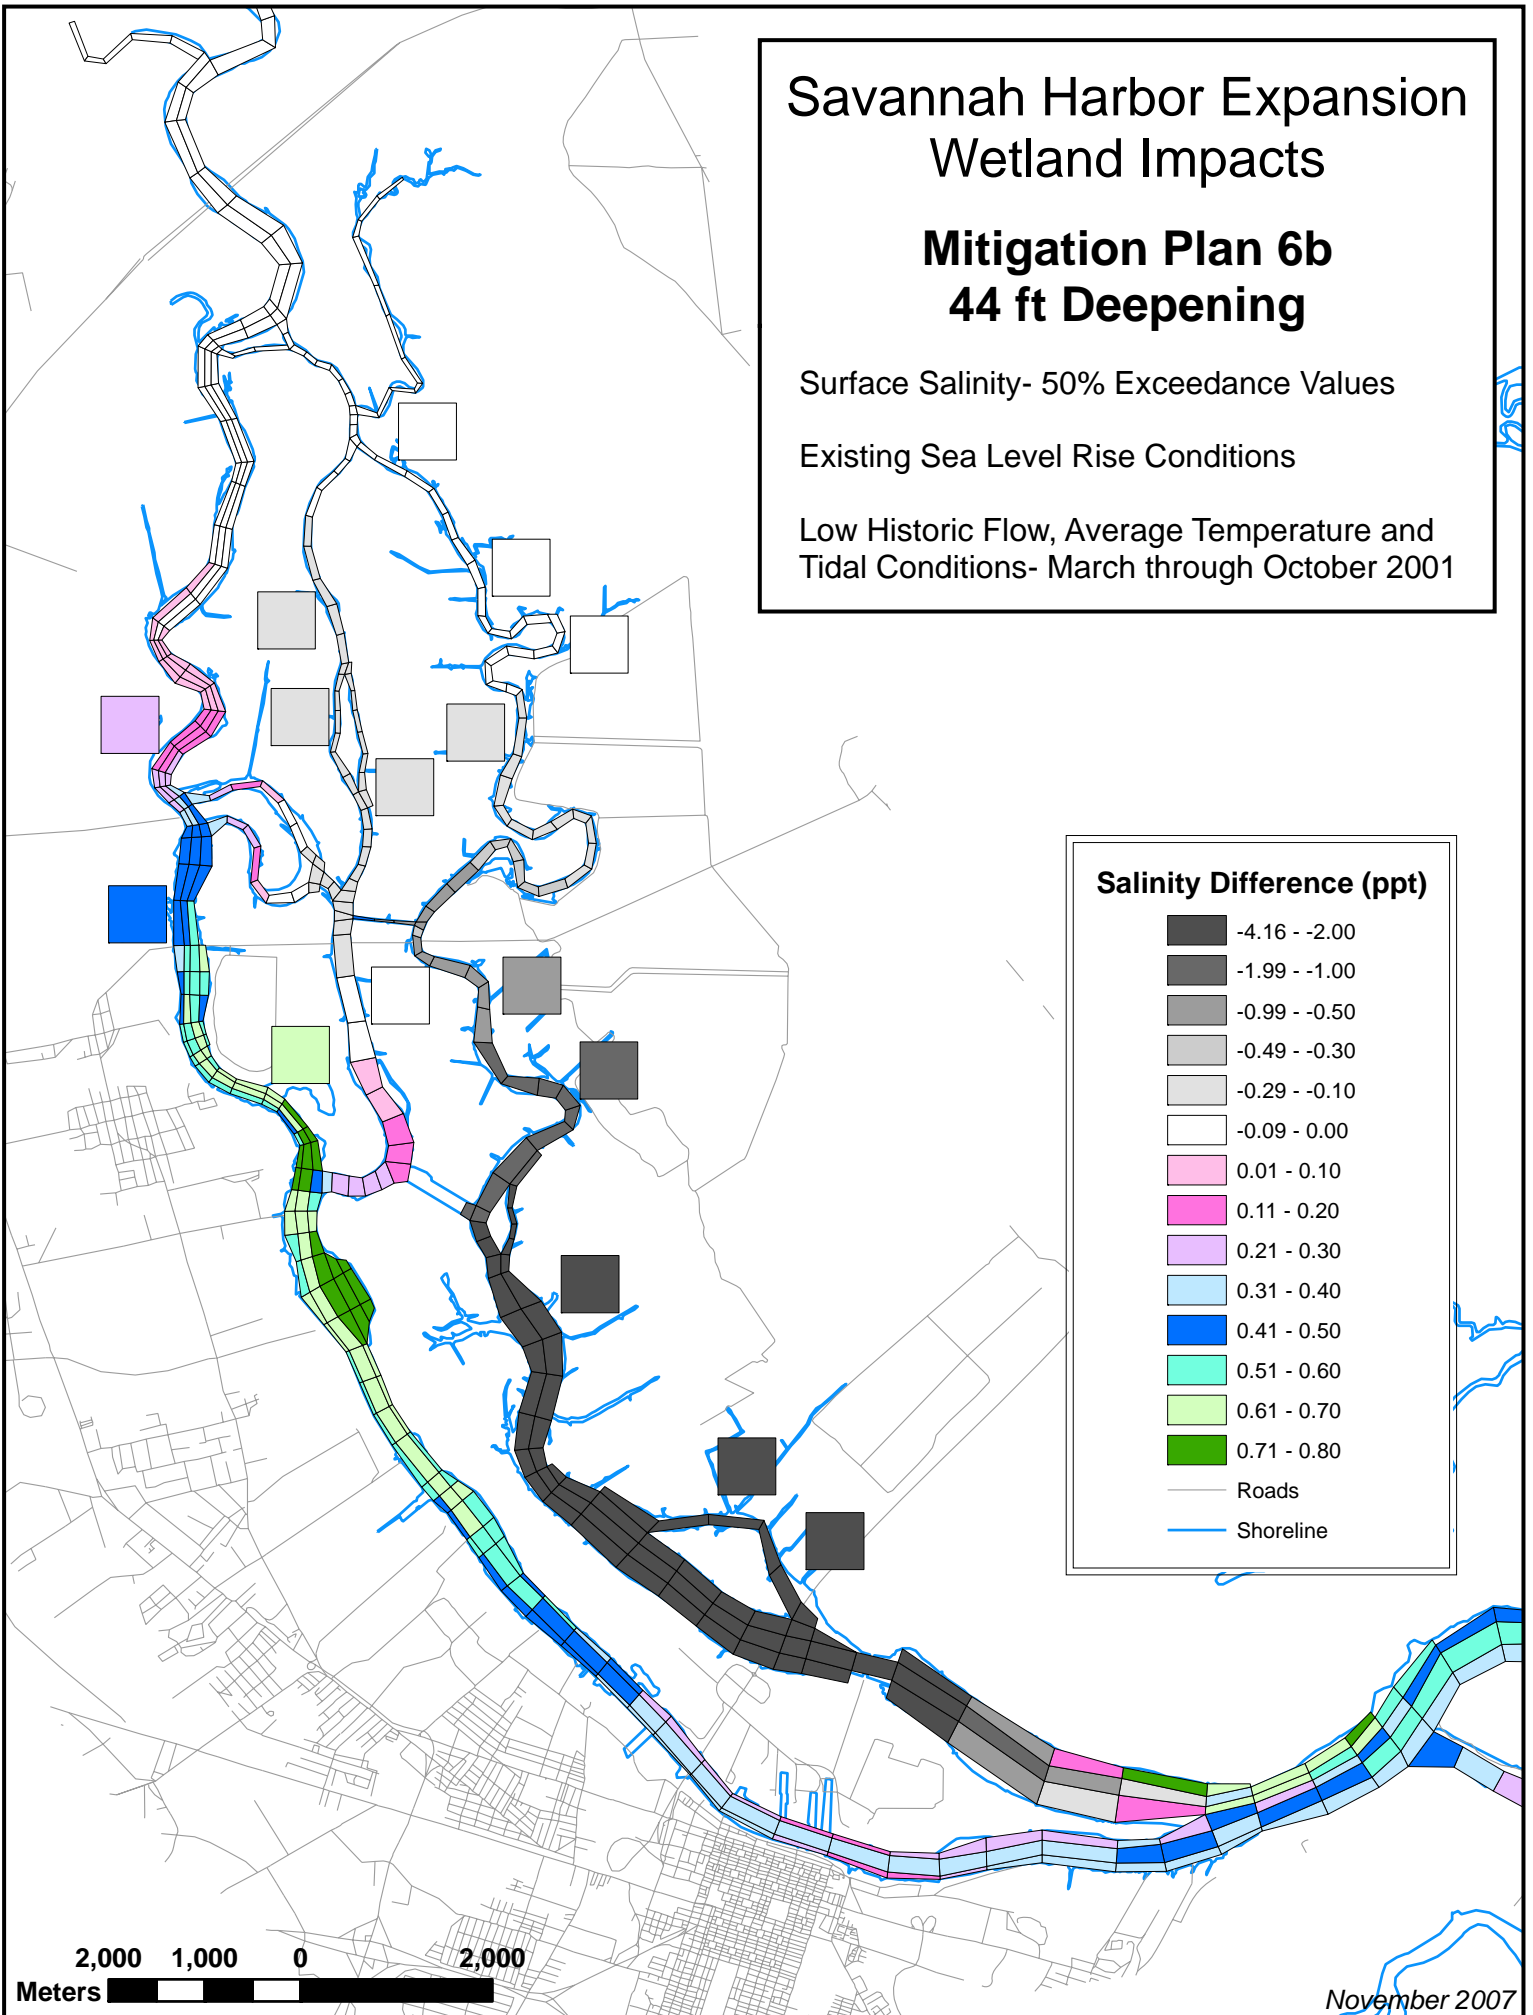 Savannah Harbor Expansion
Wetland Impacts
Mitigation Plan 6b
44 ft Deepening
Surface Salinity- 50% Exceedance Values
Existing Sea Level Rise Conditions
Low Historic Flow, Average Temperature and
Tidal Conditions- March through October 2001
Salinity Difference (ppt)
-4.16 - -2.00
-1.99 - -1.00
-0.99 - -0.50
-0.49 - -0.30
-0.29 - -0.10
-0.09 - 0.00
0.01 - 0.10
0.11 - 0.20
0.21 - 0.30
0.31 - 0.40
0.41 - 0.50
0.51 - 0.60
0.61 - 0.70
0.71 - 0.80
Roads
Shoreline
2,000 1,000 0 2,000
Meters
November 2007